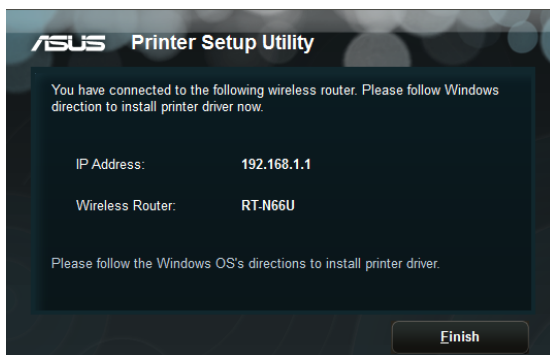 ASUS Printer Setup Utility
You have connected to the following wireless router. Please follow Windows
direction to install printer driver now.
IP Address: 192.168.1.1
Wireless Router: RT-N66U
Please follow the Windows OS's directions to install printer driver.
Finish